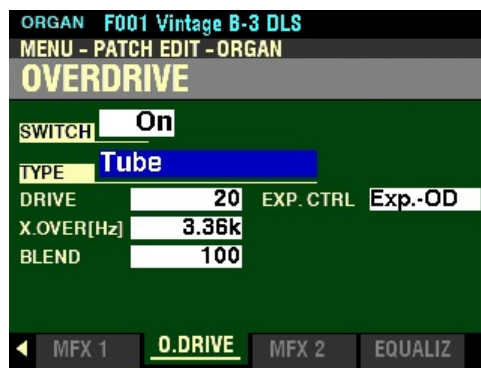 ORGAN F001 Vintage B-3 DLS
MENU - PATCH EDIT - ORGAN
OVERDRIVE
SWITCH On
TYPE Tube
DRIVE 20 EXP. CTRL Exp.-OD
X.OVER[Hz] 3.36k
BLEND 100
MFX 1 O.DRIVE MFX 2 EQUALIZ